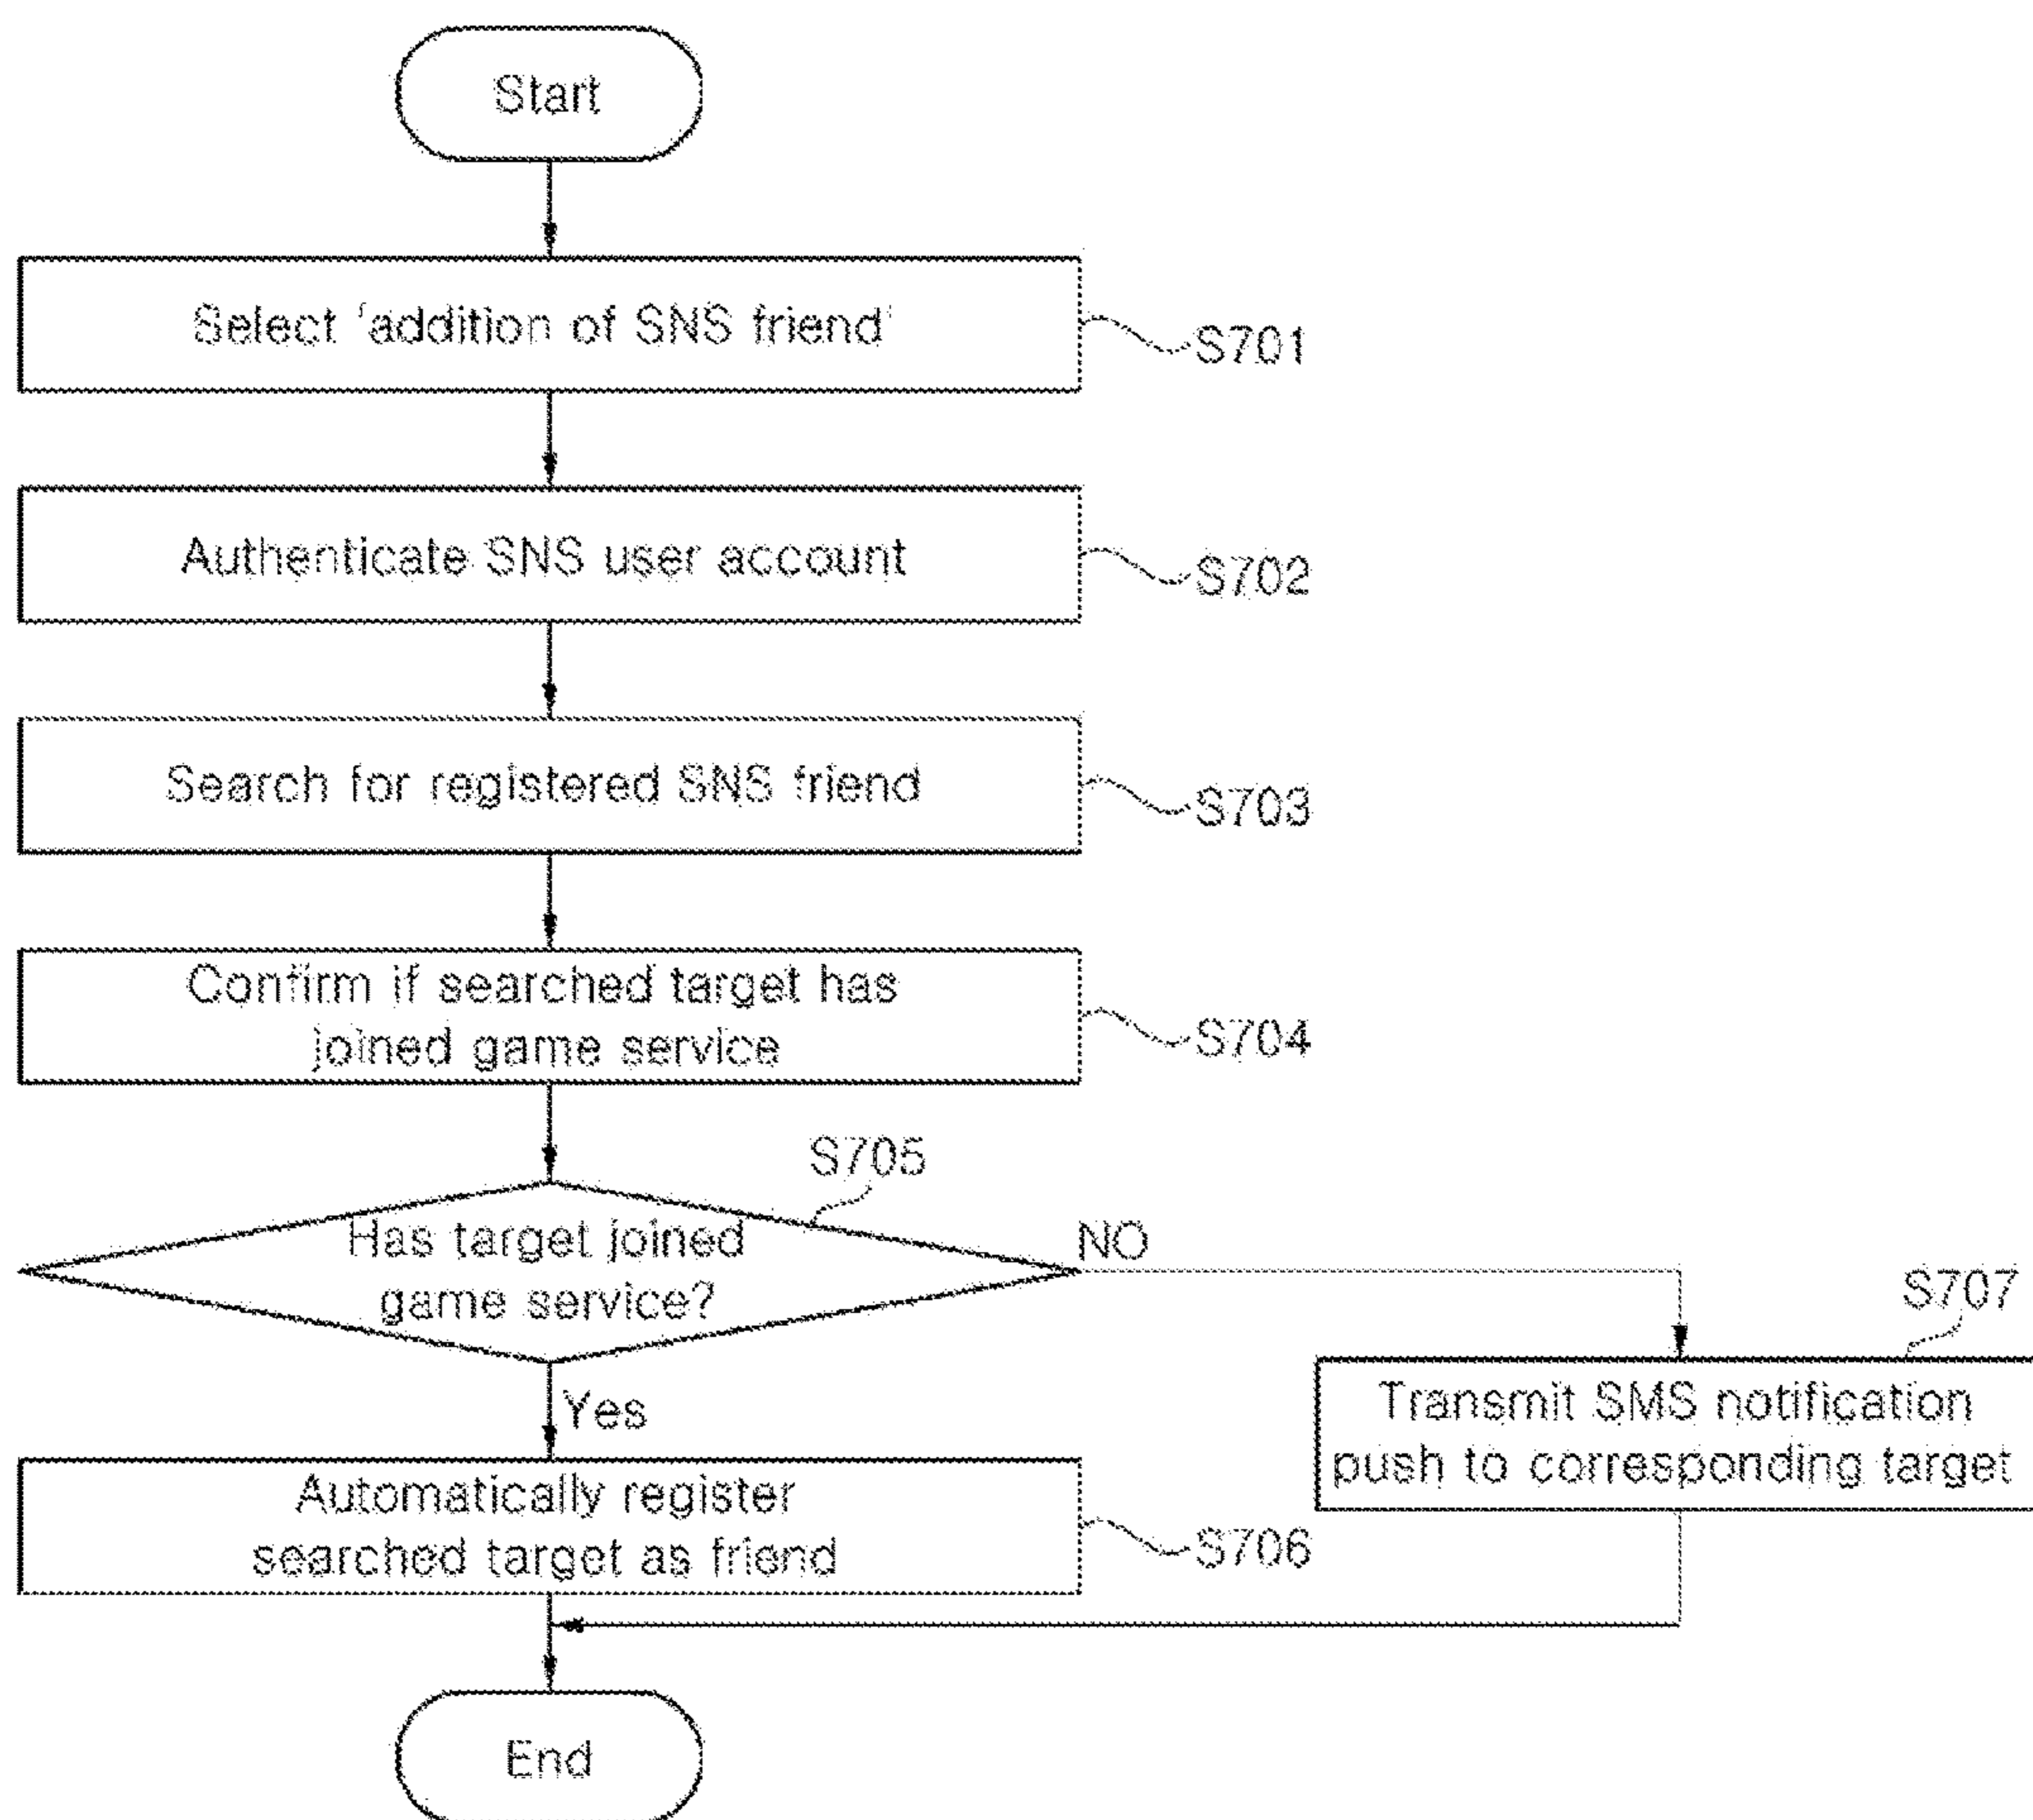 Start
Select 'addition of SNS friend'
S701
Authenticate SNS user account
S702
Search for registered SNS friend
S703
Confirm if searched target has
joined game service
S704
S705
Has target joined
game service?
NO
Yes
S707
Transmit SMS notification
push to corresponding target
Automatically register
searched target as friend
S706
End